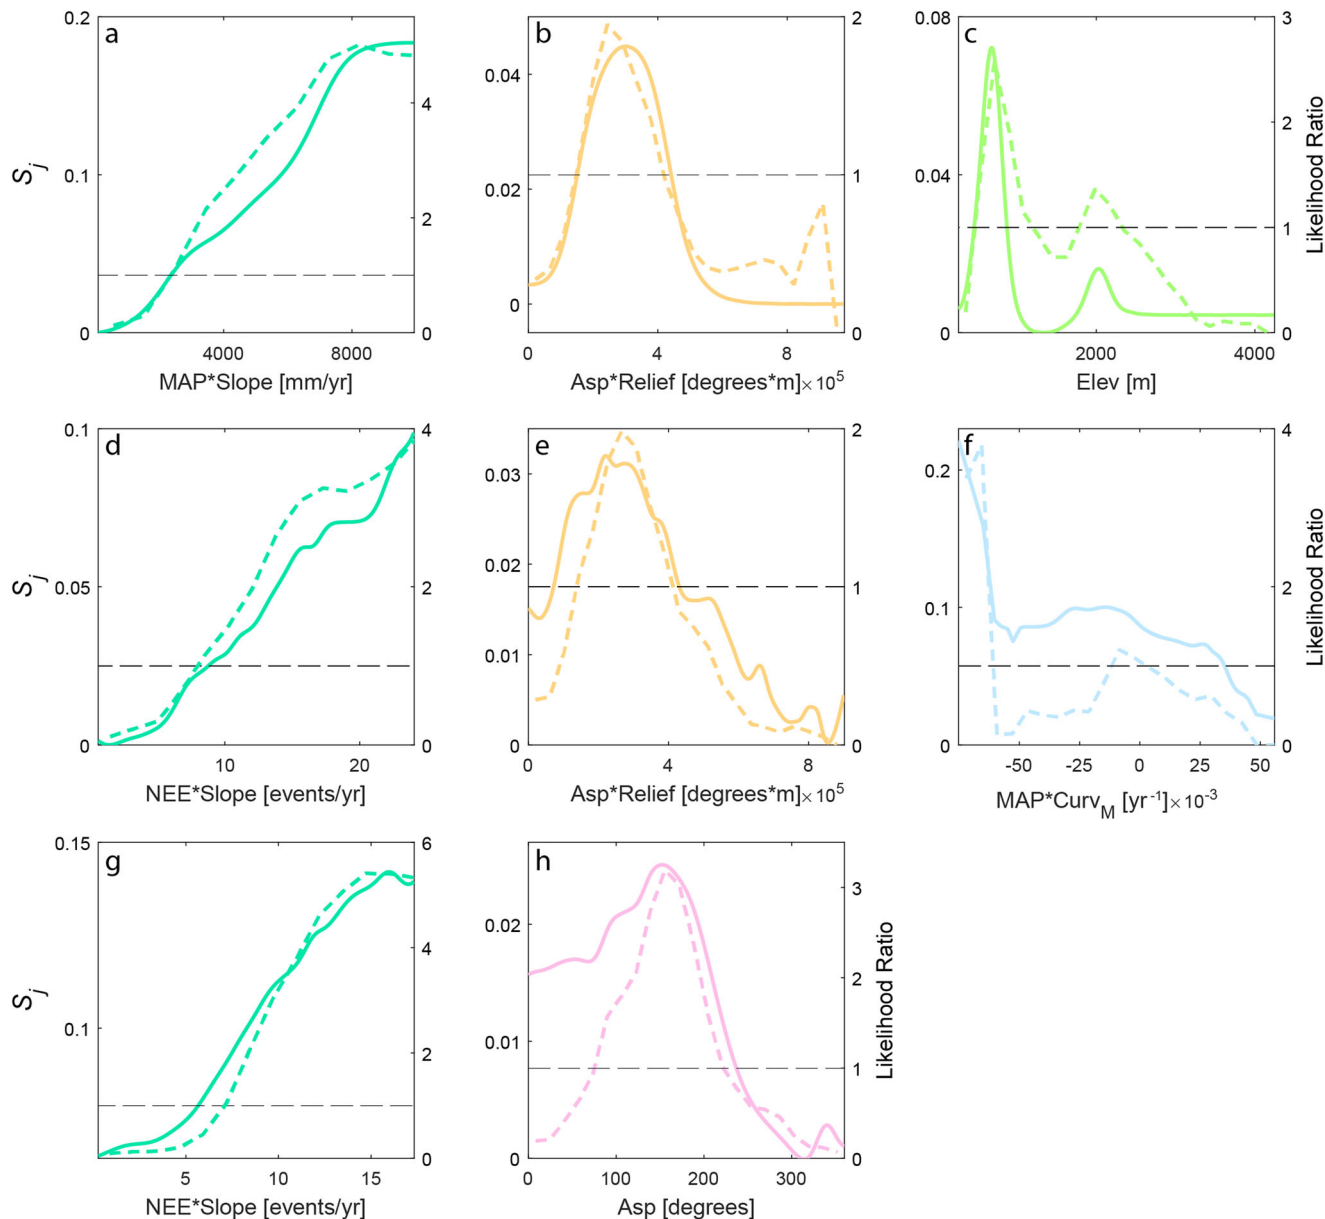 a
0.2
0.1
0
S_j
4
2
0
4000 8000
MAP*Slope [mm/yr]
b
0.04
0.02
0
2
1
0
0 4 8
Asp*Relief [degrees*m]×10^5
c
0.08
0.04
0
3
2
1
0
Likelihood Ratio
2000 4000
Elev [m]
d
0.1
0.05
0
S_j
4
2
0
10 20
NEE*Slope [events/yr]
e
0.03
0.02
0.01
0
2
1
0
0 4 8
Asp*Relief [degrees*m]×10^5
f
0.2
0.1
0
4
3
2
1
0
Likelihood Ratio
-50 -25 0 25 50
MAP*Curv_M [yr^-1]×10^-3
g
0.15
0.1
S_j
6
4
2
0
5 10 15
NEE*Slope [events/yr]
h
0.02
0.01
0
3
2
1
0
Likelihood Ratio
0 100 200 300
Asp [degrees]